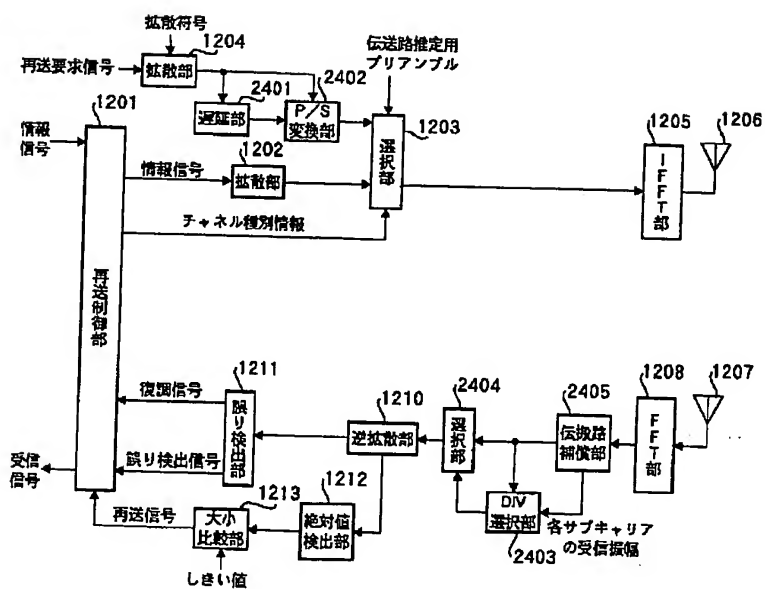 拡散符号
1204
再送要求信号
拡散部
2401
遅延部
2402
P/S
変換部
伝送路推定用
プリアンブル
1203
選択部
1201
情報
信号
情報信号
1202
拡散部
チャネル種別情報
1205
IFFT部
1206
再送制御部
復調信号
1211
誤り検出部
誤り検出信号
受信
信号
再送信号
1213
大小
比較部
しきい値
1212
絶対値
検出部
1210
逆拡散部
2404
選択部
2405
伝搬路
補償部
DIV
選択部
2403
各サブキャリア
の受信振幅
1208
FFT部
1207